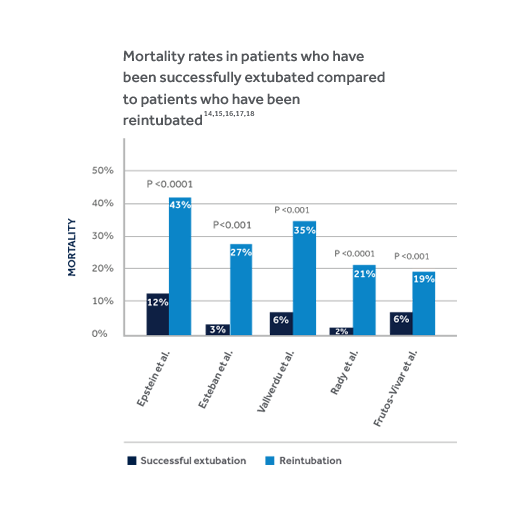 Mortality rates in patients who have
been successfully extubated compared
to patients who have been
reintubated 14,15,16,17,18
50%
40%
30%
20%
10%
0%
MORTALITY
P <0.0001
P<0.001
P <0.001
P <0.0001
P <0.001
12%
43%
3%
27%
6%
35%
2%
21%
6%
19%
Epstein et al.
Esteban et al.
Vallverdu et al.
Rady et al.
Frutos-Vivar et al.
Successful extubation
Reintubation